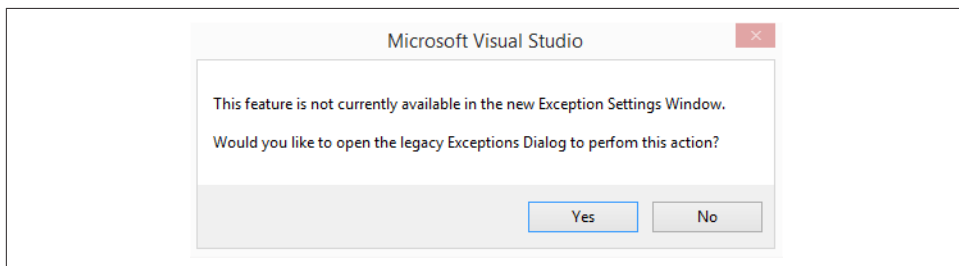 Microsoft Visual Studio
This feature is not currently available in the new Exception Settings Window.
Would you like to open the legacy Exceptions Dialog to perfom this action?
Yes
No